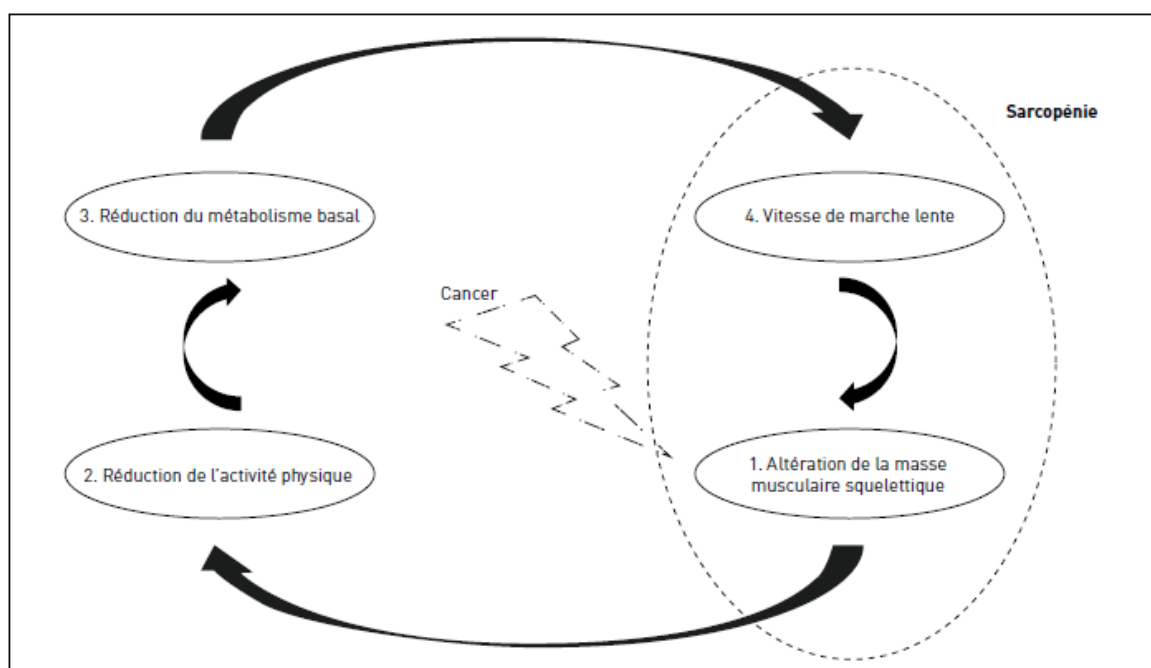 Sarcopénie
3. Réduction du métabolisme basal
4. Vitesse de marche lente
Cancer
2. Réduction de l'activité physique
1. Altération de la masse
musculaire squelettique